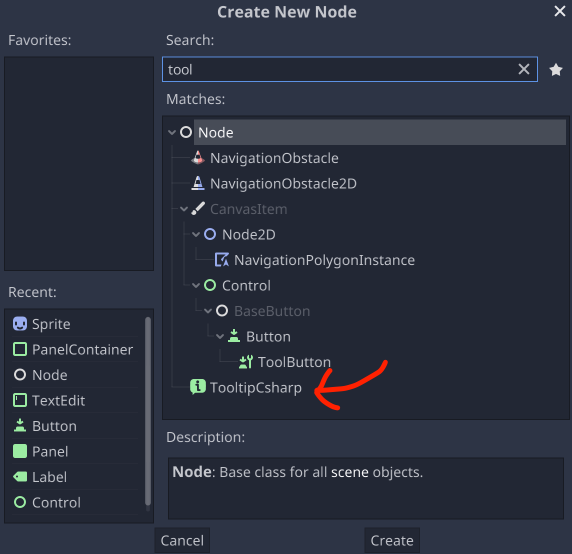 Create New Node
Favorites:
Search:
tool
Matches:
Node
NavigationObstacle
NavigationObstacle2D
CanvasItem
Node2D
NavigationPolygonInstance
Control
BaseButton
Button
ToolButton
TooltipCsharp
Recent:
Sprite
PanelContainer
Node
TextEdit
Button
Panel
Label
Control
Description:
Node: Base class for all scene objects.
Cancel
Create